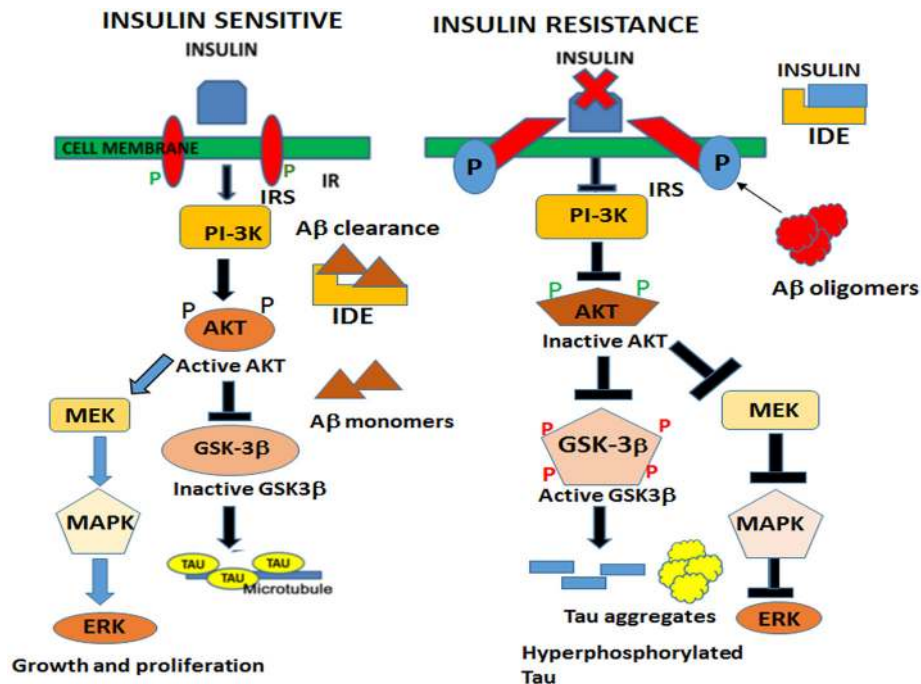 INSULIN SENSITIVE
INSULIN
CELL MEMBRANE
P
P
IR
IRS
PI-3K
Aβ clearance
IDE
P
P
AKT
Active AKT
MEK
Aβ monomers
GSK-3β
Inactive GSK3β
MAPK
TAU
TAU
TAU
Microtubule
ERK
Growth and proliferation
INSULIN RESISTANCE
INSULIN
INSULIN
IDE
P
P
IRS
PI-3K
Aβ oligomers
P
P
AKT
Inactive AKT
MEK
P
P
GSK-3β
P
P
Active GSK3β
MAPK
Tau aggregates
ERK
Hyperphosphorylated
Tau